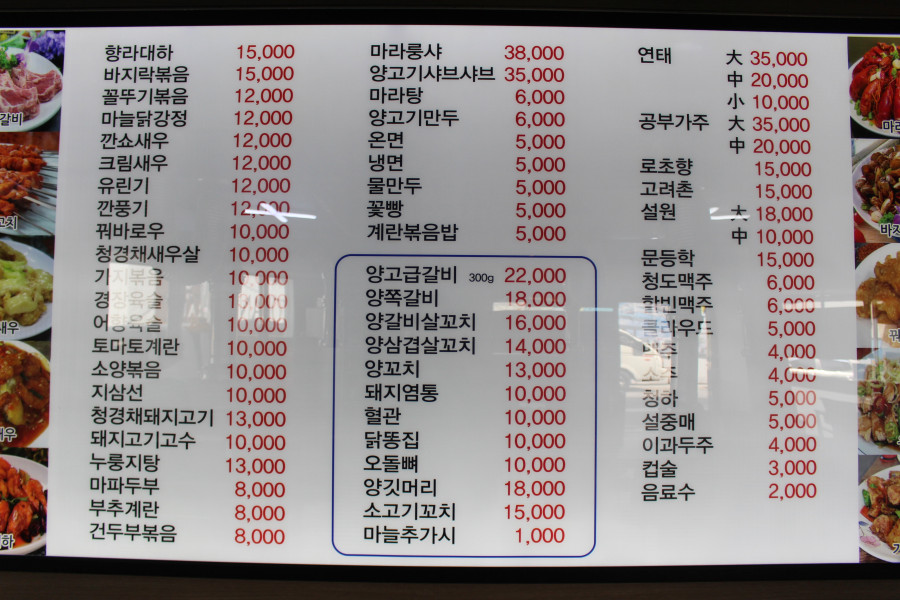 향라대하 15,000
바지락볶음 15,000
꼴뚜기볶음 12,000
마늘닭강정 12,000
깐쇼새우 12,000
크림새우 12,000
유린기 12,000
깐풍기 12,000
꿔바로우 10,000
청경채새우살 10,000
가지볶음 10,000
경장육슬 10,000
어향육슬 10,000
토마토계란 10,000
소양볶음 10,000
지삼선 10,000
청경채돼지고기 13,000
돼지고기고수 10,000
누룽지탕 13,000
마파두부 8,000
부추계란 8,000
건두부볶음 8,000
마라룽샤 38,000
양고기샤브샤브 35,000
마라탕 6,000
양고기만두 6,000
온면 5,000
냉면 5,000
물만두 5,000
꽃빵 5,000
계란볶음밥 5,000
양고급갈비 300g 22,000
양쪽갈비 18,000
양갈비살꼬치 16,000
양삼겹살꼬치 14,000
양꼬치 13,000
돼지염통 10,000
혈관 10,000
닭똥집 10,000
오돌뼈 10,000
양깃머리 18,000
소고기꼬치 15,000
마늘추가시 1,000
연태 大 35,000
中 20,000
小 10,000
공부가주 大 35,000
中 20,000
로초향 15,000
고려촌 15,000
설원 大 18,000
中 10,000
문등학 15,000
청도맥주 6,000
할빈맥주 6,000
클라우드 5,000
맥주 4,000
소주 4,000
청하 5,000
설중매 5,000
이과두주 4,000
컵술 3,000
음료수 2,000